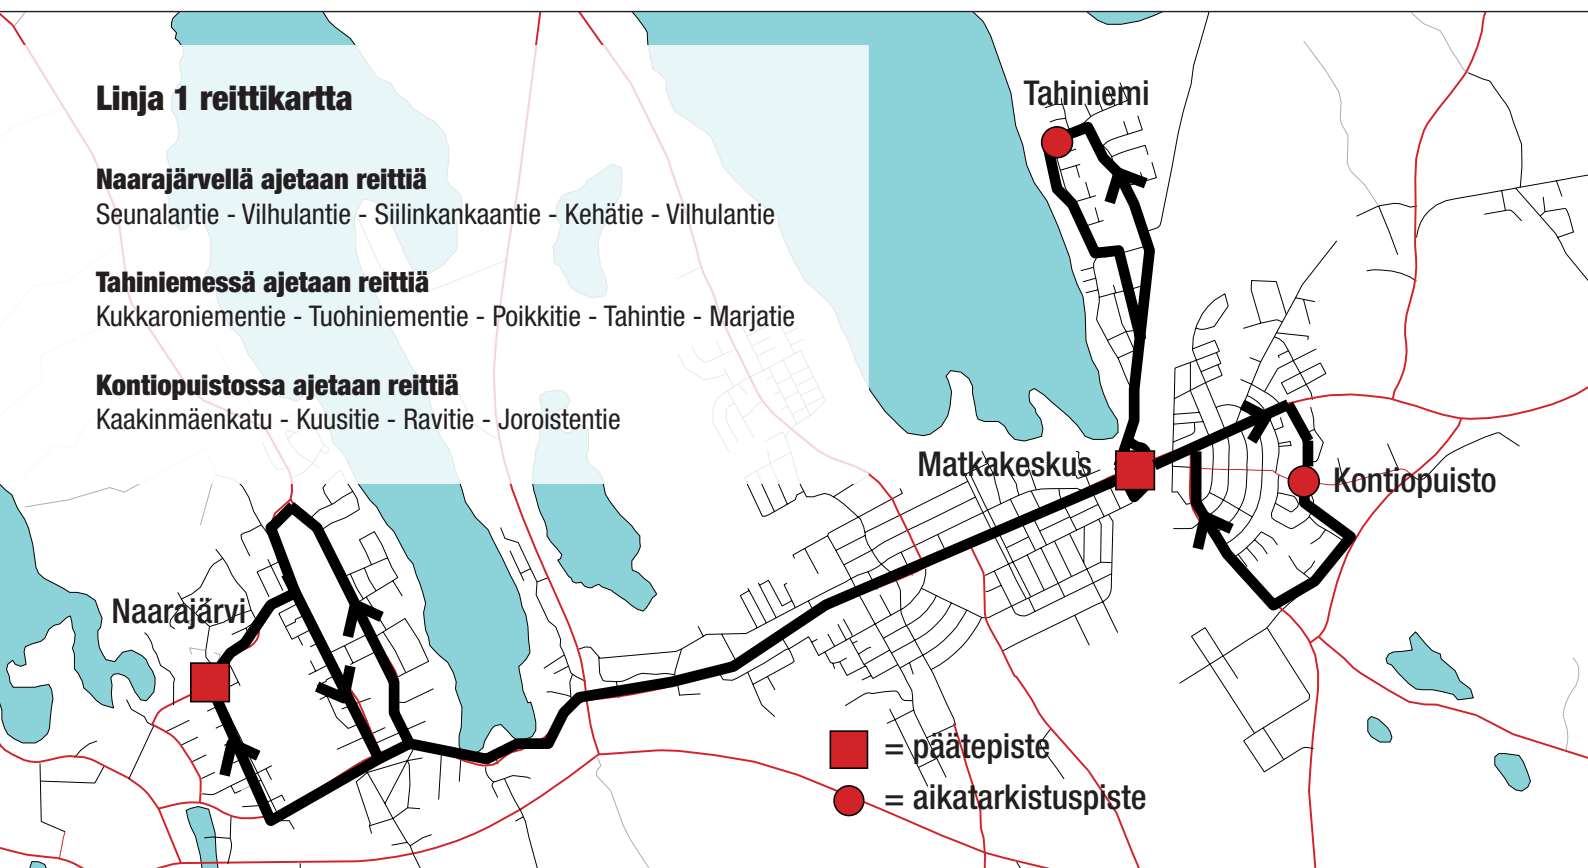 Linja 1 reittikartta
Naarajärvellä ajetaan reittiä
Seunalantie - Vilhulantie - Siilinkankaantie - Kehätie - Vilhulantie
Tahiniemessä ajetaan reittiä
Kukkaroniementie - Tuohiniementie - Poikkitie - Tahintie - Marjatie
Kontiopuistossa ajetaan reittiä
Kaakinmäenkatu - Kuusitie - Ravitie - Joroistentie
Tahiniemi
Matkakeskus
Kontiopuisto
Naarajärvi
= päätepiste
= aikatarkistuspiste